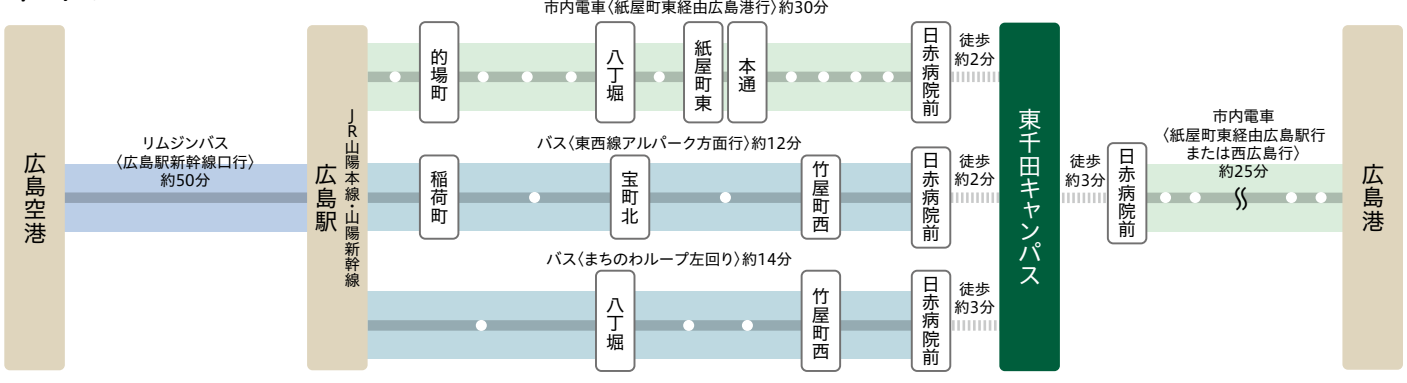 市内電車〈紙屋町東経由広島港行〉約30分
広島空港
リムジンバス
〈広島駅新幹線口行〉
約50分
広島駅
JR山陽本線・山陽新幹線
的場町
八丁堀
紙屋町東
本通
日赤病院前
徒歩
約2分
バス〈東西線アルパーク方面行〉約12分
稲荷町
宝町北
竹屋町西
日赤病院前
徒歩
約2分
バス〈まちのわループ左回り〉約14分
八丁堀
竹屋町西
日赤病院前
徒歩
約3分
東千田キャンパス
徒歩
約3分
日赤病院前
市内電車
〈紙屋町東経由広島駅行
または西広島行〉
約25分
広島港